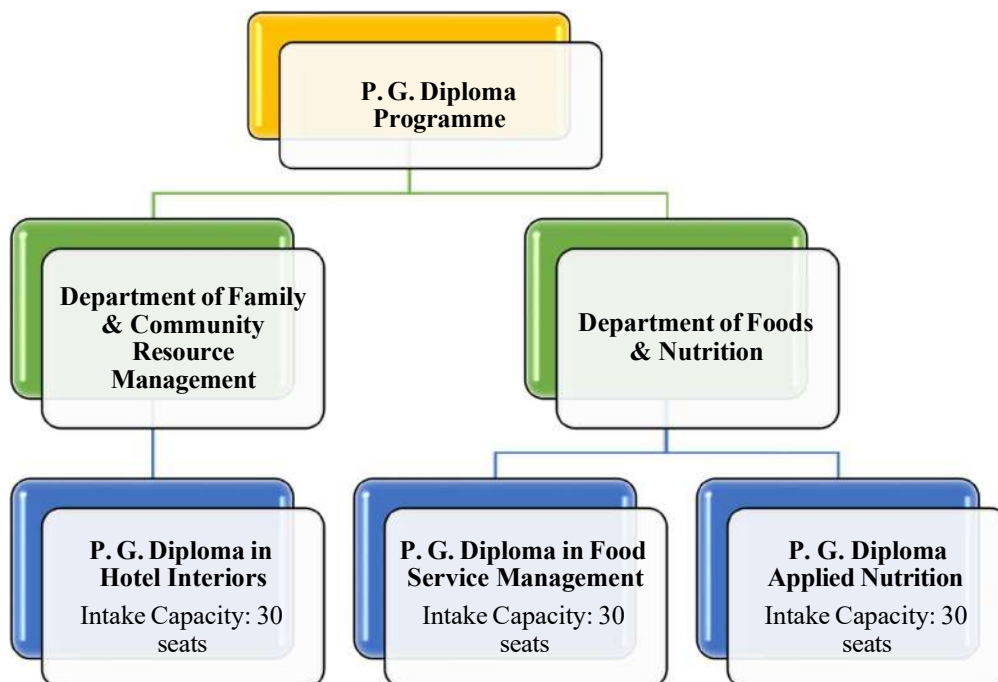 P. G. Diploma
Programme
Department of Family
& Community
Resource
Management
Department of Foods
& Nutrition
P. G. Diploma in
Hotel Interiors
Intake Capacity: 30
seats
P. G. Diploma in Food
Service Management
Intake Capacity: 30
seats
P. G. Diploma
Applied Nutrition
Intake Capacity: 30
seats